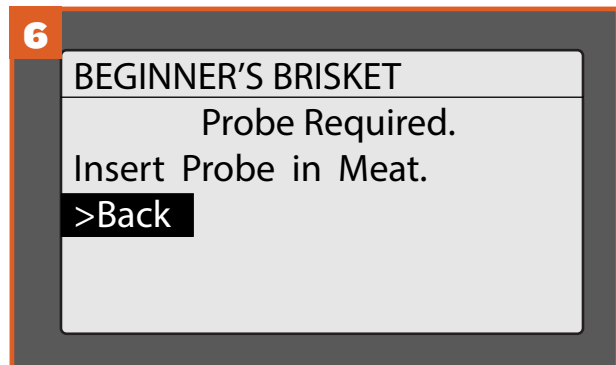 6
BEGINNER'S BRISKET
Probe Required.
Insert Probe in Meat.
>Back